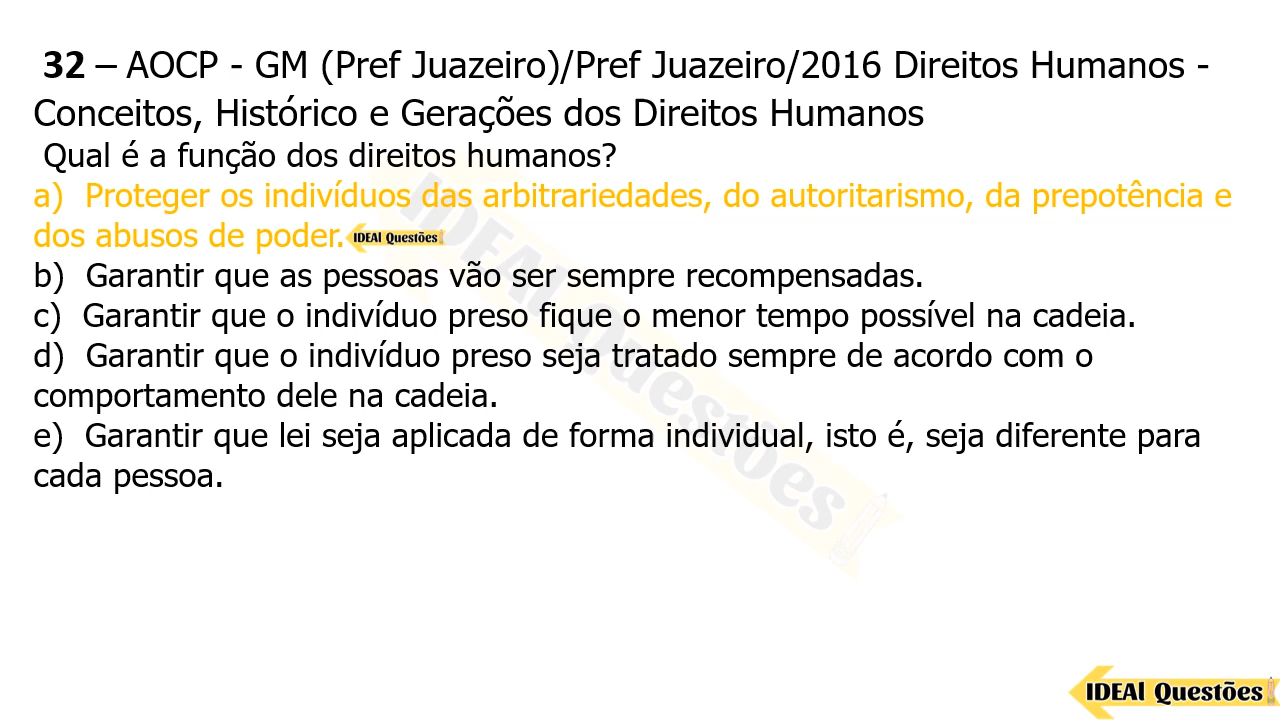 32 – AOCP - GM (Pref Juazeiro)/Pref Juazeiro/2016 Direitos Humanos -
Conceitos, Histórico e Gerações dos Direitos Humanos
Qual é a função dos direitos humanos?
a) Proteger os indivíduos das arbitrariedades, do autoritarismo, da prepotência e
dos abusos de poder. IDEAl Questões
b) Garantir que as pessoas vão ser sempre recompensadas.
c) Garantir que o indivíduo preso fique o menor tempo possível na cadeia.
d) Garantir que o indivíduo preso seja tratado sempre de acordo com o
comportamento dele na cadeia.
e) Garantir que lei seja aplicada de forma individual, isto é, seja diferente para
cada pessoa.
IDEAl Questões
IDEAl Questões